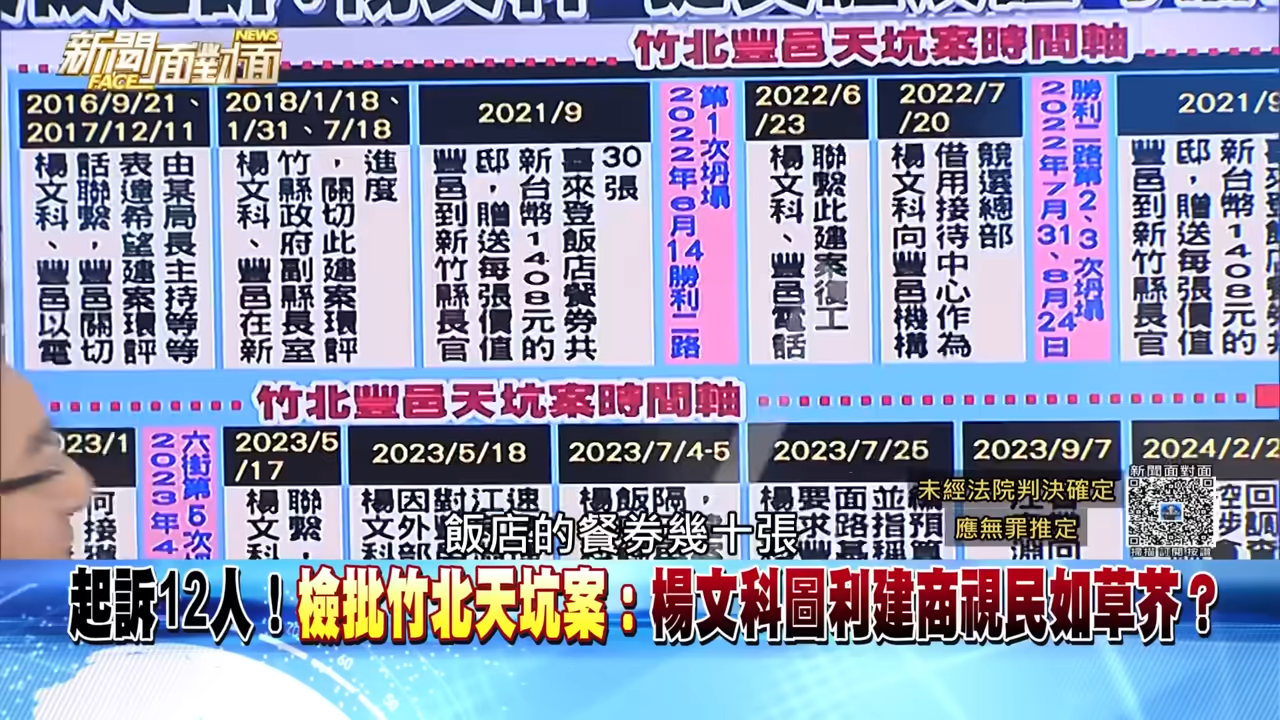 新聞面對面
NEWS
FACE
竹北豐邑天坑案時間軸
2016/9/21、
2017/12/11
楊文科、豐邑以電
話聯繫，豐邑關切
表達希望建案環評
由某局長主持等等
2018/1/18、
1/31、7/18
楊文科、豐邑在新
竹縣政府副縣長室
，關切此建案環評
進度
2021/9
豐邑到新竹縣長官
邸，贈送每張價值
新台幣1408元的
喜來登飯店餐券共
30張
2022年6月14勝利二路
第1次坍塌
2022/6
/23
楊文科、豐邑電話
聯繫此建案復工
2022/7
/20
楊文科向豐邑機構
借用接待中心作為
競選總部
2022年7月31、8月24日
勝利二路第2、3次坍塌
2021/9
豐邑到新竹縣長官
邸，贈送每張價值
新台幣1408元的
竹北豐邑天坑案時間軸
023/1
2023年4
六街第5次
2023/5
/17
楊文
聯繫，
2023/5/18
2023/7/4-5
2023/7/25
2023/9/7
2024/2/2
新聞面對面
掃描 訂閱 按讚
未經法院判決確定
應無罪推定
飯店的餐券幾十張
起訴12人！檢批竹北天坑案：楊文科圖利建商視民如草芥？